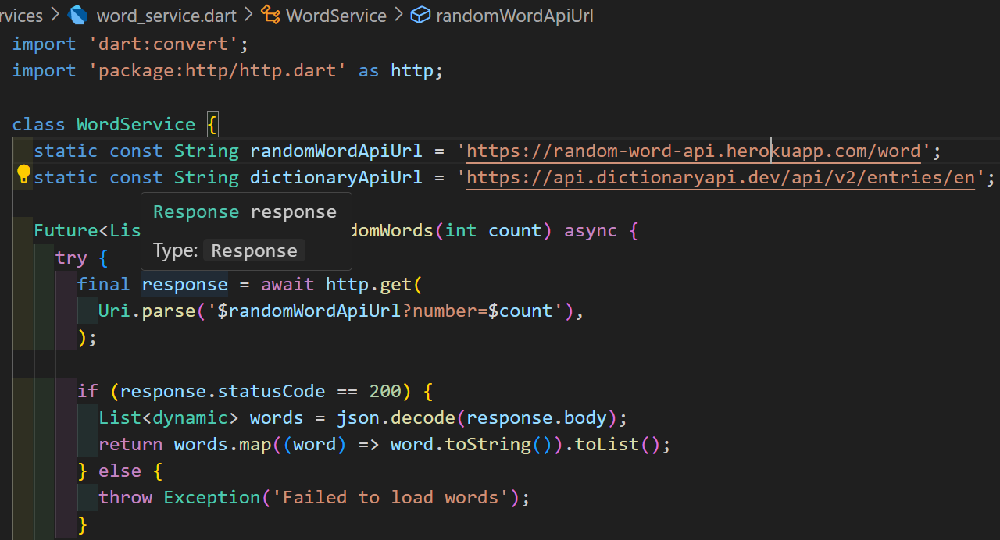 rvices > word_service.dart > WordService > randomWordApiUrl
import 'dart:convert';
import 'package:http/http.dart' as http;
class WordService {
static const String randomWordApiUrl = 'https://random-word-api.herokuapp.com/word';
static const String dictionaryApiUrl = 'https://api.dictionaryapi.dev/api/v2/entries/en';
Response response
Future<Lis domWords(int count) async {
Type: Response
try {
final response = await http.get(
Uri.parse('$randomWordApiUrl?number=$count'),
);
if (response.statusCode == 200) {
List<dynamic> words = json.decode(response.body);
return words.map((word) => word.toString()).toList();
} else {
throw Exception('Failed to load words');
}